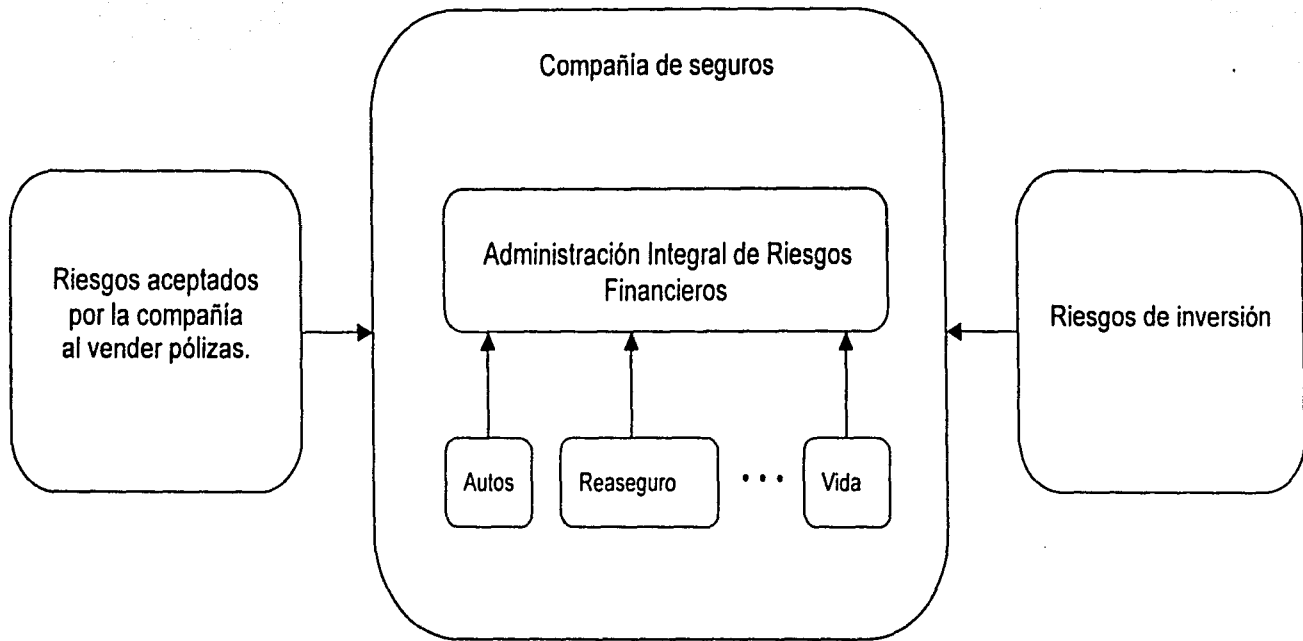 Compañía de seguros
Riesgos aceptados
por la compañía
al vender pólizas.
Administración Integral de Riesgos
Financieros
Riesgos de inversión
Autos
Reaseguro
• • •
Vida